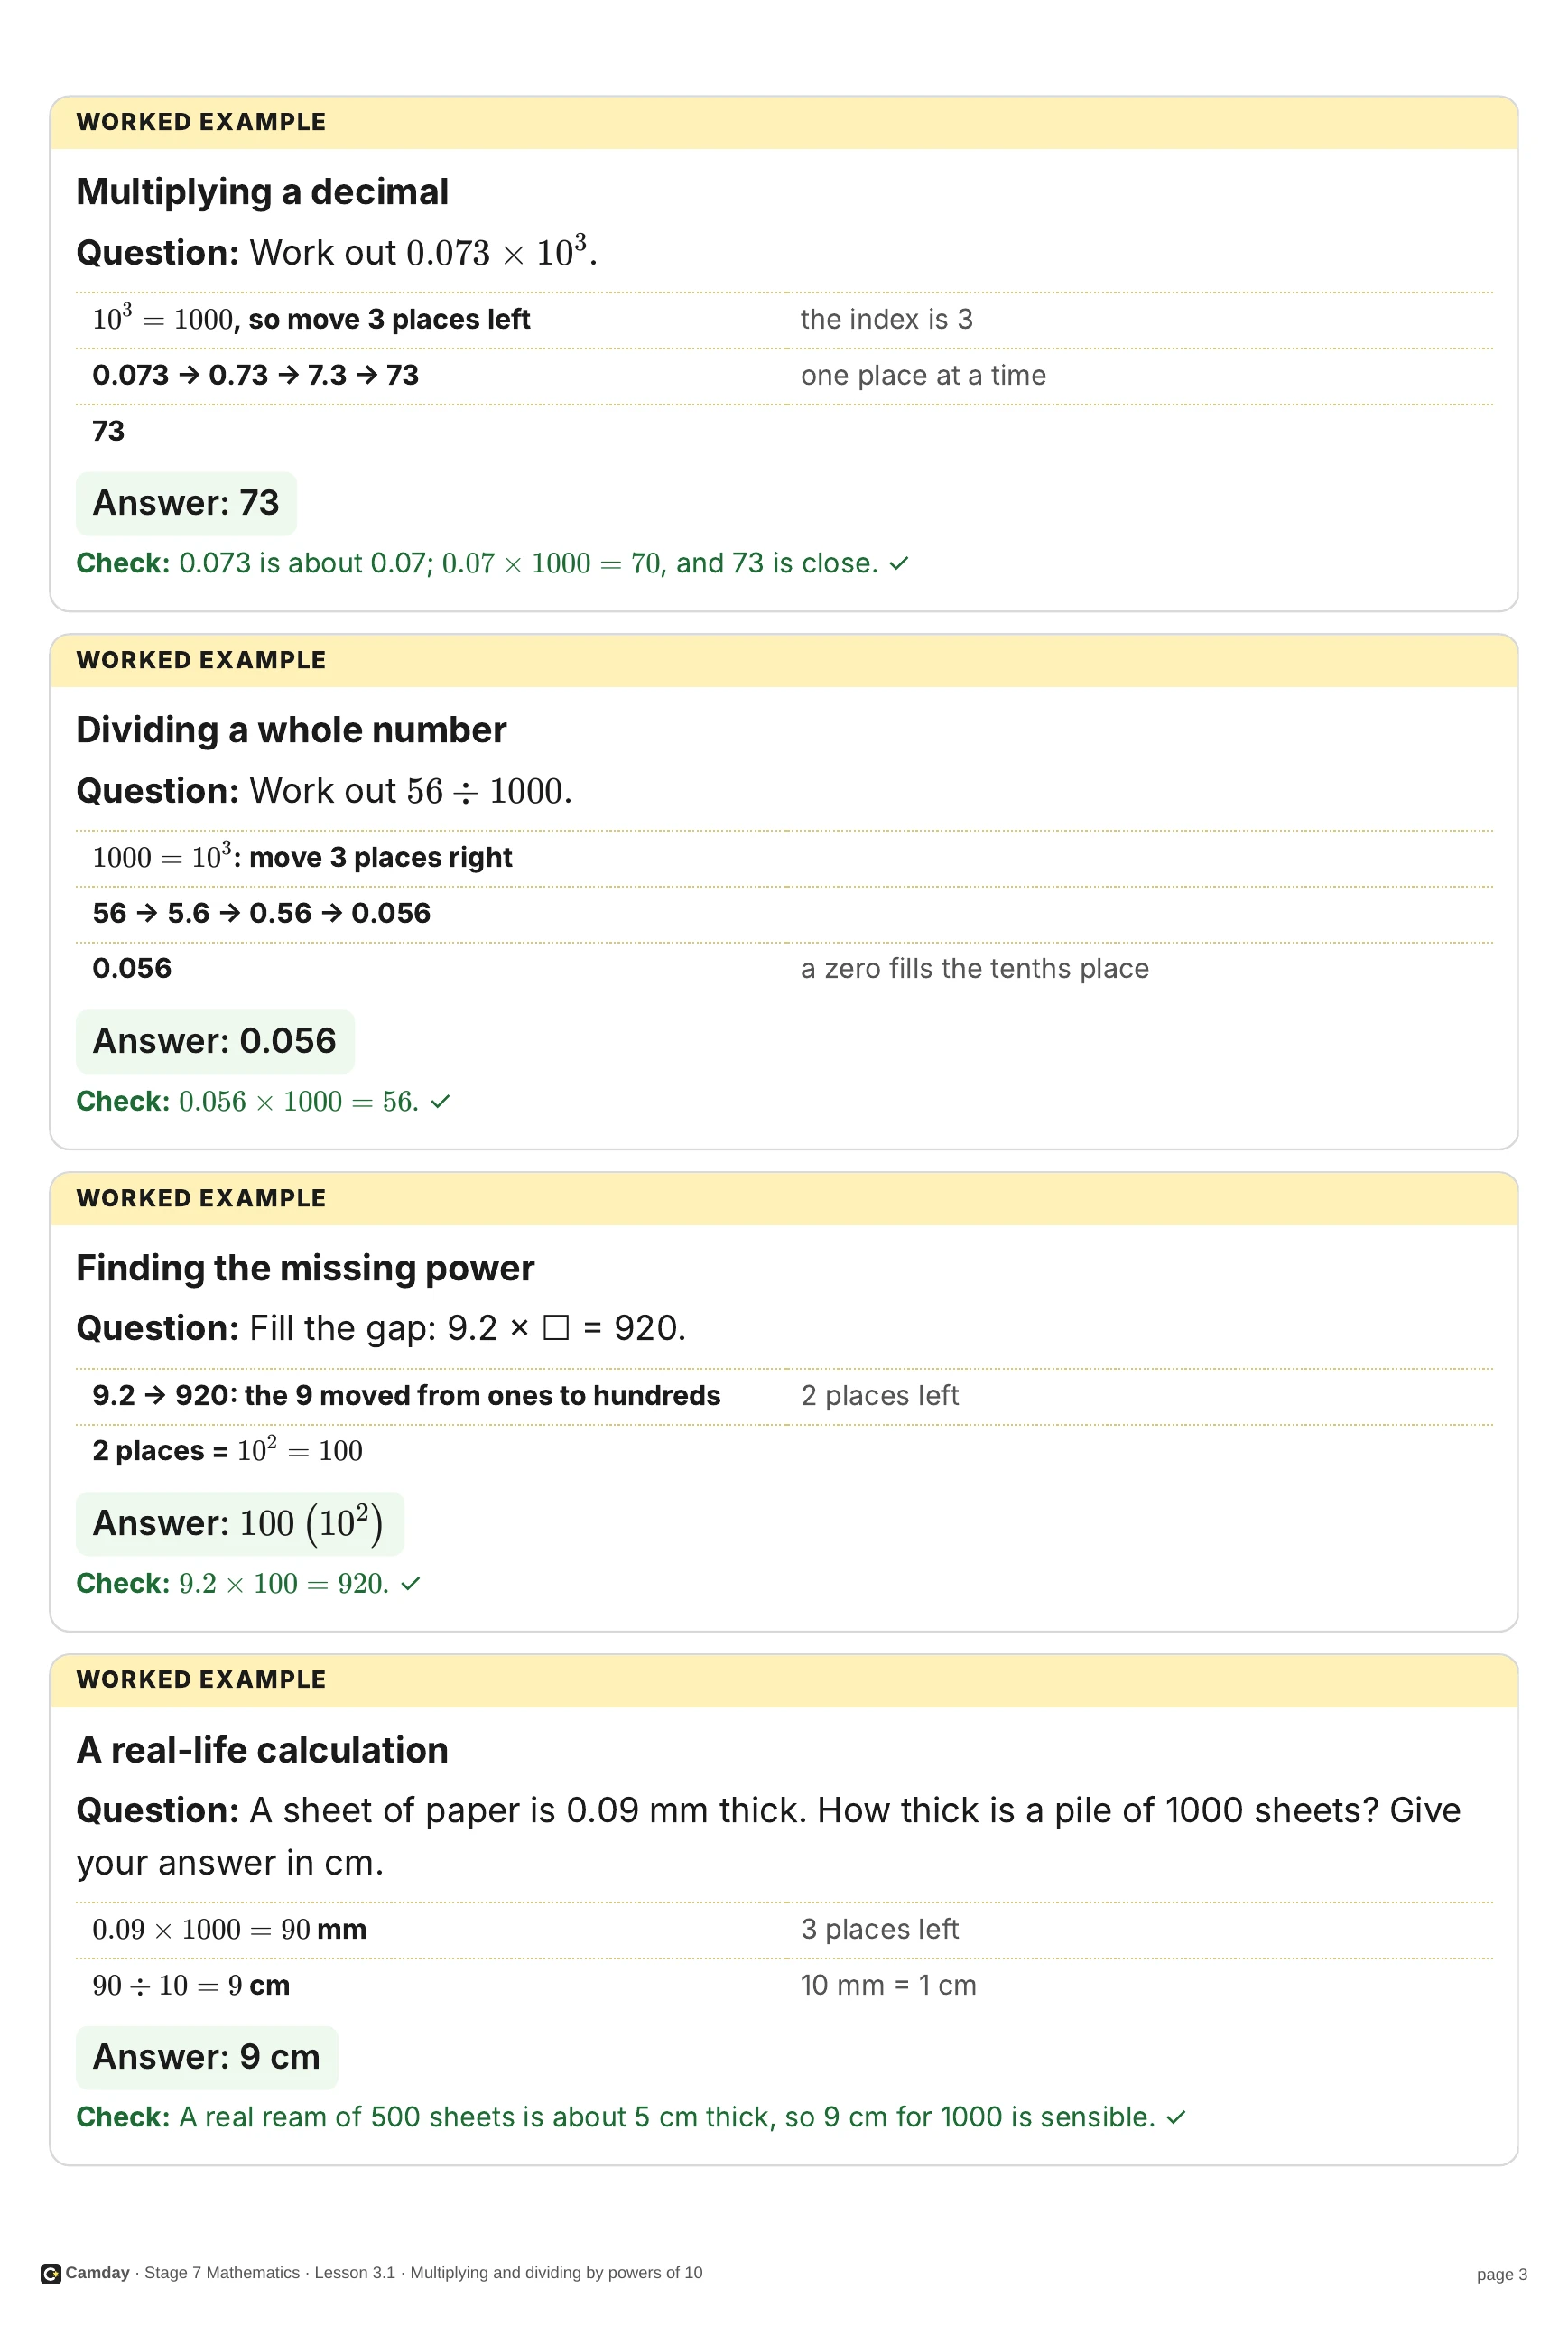 WORKED EXAMPLE
Multiplying a decimal
Question: Work out 0.073 × 10³.
10³ = 1000, so move 3 places left the index is 3
0.073 → 0.73 → 7.3 → 73 one place at a time
73
Answer: 73
Check: 0.073 is about 0.07; 0.07 × 1000 = 70, and 73 is close. ✓
WORKED EXAMPLE
Dividing a whole number
Question: Work out 56 ÷ 1000.
1000 = 10³: move 3 places right
56 → 5.6 → 0.56 → 0.056
0.056 a zero fills the tenths place
Answer: 0.056
Check: 0.056 × 1000 = 56. ✓
WORKED EXAMPLE
Finding the missing power
Question: Fill the gap: 9.2 × □ = 920.
9.2 → 920: the 9 moved from ones to hundreds 2 places left
2 places = 10² = 100
Answer: 100 (10²)
Check: 9.2 × 100 = 920. ✓
WORKED EXAMPLE
A real-life calculation
Question: A sheet of paper is 0.09 mm thick. How thick is a pile of 1000 sheets? Give
your answer in cm.
0.09 × 1000 = 90 mm 3 places left
90 ÷ 10 = 9 cm 10 mm = 1 cm
Answer: 9 cm
Check: A real ream of 500 sheets is about 5 cm thick, so 9 cm for 1000 is sensible. ✓
Camday · Stage 7 Mathematics · Lesson 3.1 · Multiplying and dividing by powers of 10 page 3